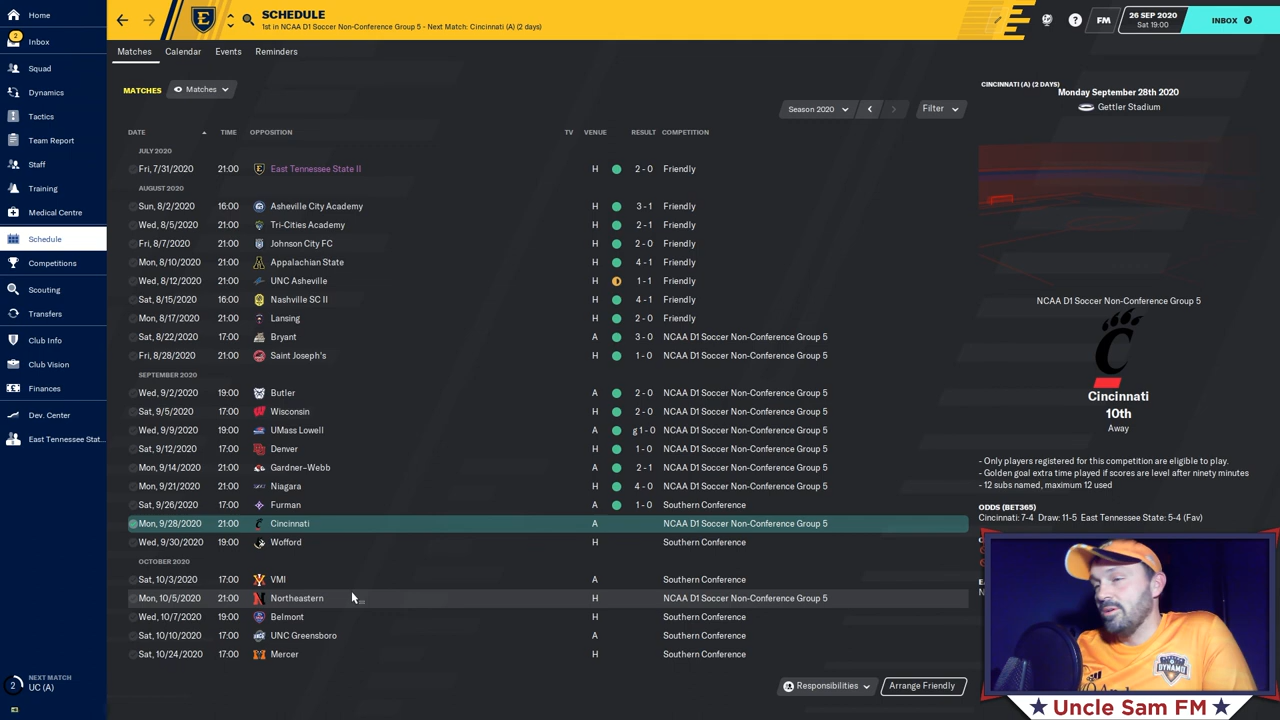 Home
2
Inbox
Squad
Dynamics
Tactics
Team Report
Staff
Training
Medical Centre
Schedule
Competitions
Scouting
Transfers
Club Info
Club Vision
Finances
Dev. Center
East Tennessee Stat...
2
NEXT MATCH
UC (A)
E
SCHEDULE
1st in NCAA D1 Soccer Non-Conference Group 5 - Next Match: Cincinnati (A) (2 days)
? FM
26 SEP 2020
Sat 19:00
INBOX
Matches Calendar Events Reminders
MATCHES Matches
Season 2020 Filter
DATE TIME OPPOSITION TV VENUE RESULT COMPETITION
JULY 2020
Fri, 7/31/2020 21:00 East Tennessee State II H 2 - 0 Friendly
AUGUST 2020
Sun, 8/2/2020 16:00 Asheville City Academy H 3 - 1 Friendly
Wed, 8/5/2020 21:00 Tri-Cities Academy H 2 - 1 Friendly
Fri, 8/7/2020 21:00 Johnson City FC H 2 - 0 Friendly
Mon, 8/10/2020 21:00 Appalachian State H 4 - 1 Friendly
Wed, 8/12/2020 21:00 UNC Asheville H 1 - 1 Friendly
Sat, 8/15/2020 16:00 Nashville SC II H 4 - 1 Friendly
Mon, 8/17/2020 21:00 Lansing H 2 - 0 Friendly
Sat, 8/22/2020 17:00 Bryant A 3 - 0 NCAA D1 Soccer Non-Conference Group 5
Fri, 8/28/2020 21:00 Saint Joseph's H 1 - 0 NCAA D1 Soccer Non-Conference Group 5
SEPTEMBER 2020
Wed, 9/2/2020 19:00 Butler A 2 - 0 NCAA D1 Soccer Non-Conference Group 5
Sat, 9/5/2020 17:00 Wisconsin H 2 - 0 NCAA D1 Soccer Non-Conference Group 5
Wed, 9/9/2020 19:00 UMass Lowell A g 1 - 0 NCAA D1 Soccer Non-Conference Group 5
Sat, 9/12/2020 17:00 Denver H 1 - 0 NCAA D1 Soccer Non-Conference Group 5
Mon, 9/14/2020 21:00 Gardner-Webb A 2 - 1 NCAA D1 Soccer Non-Conference Group 5
Mon, 9/21/2020 21:00 Niagara H 4 - 0 NCAA D1 Soccer Non-Conference Group 5
Sat, 9/26/2020 17:00 Furman A 1 - 0 Southern Conference
Mon, 9/28/2020 21:00 Cincinnati A NCAA D1 Soccer Non-Conference Group 5
Wed, 9/30/2020 19:00 Wofford H Southern Conference
OCTOBER 2020
Sat, 10/3/2020 17:00 VMI A Southern Conference
Mon, 10/5/2020 21:00 Northeastern H NCAA D1 Soccer Non-Conference Group 5
Wed, 10/7/2020 19:00 Belmont H Southern Conference
Sat, 10/10/2020 17:00 UNC Greensboro A Southern Conference
Sat, 10/24/2020 17:00 Mercer H Southern Conference
Responsibilities Arrange Friendly
CINCINNATI (A) (2 DAYS)
Monday September 28th 2020
Gettler Stadium
NCAA D1 Soccer Non-Conference Group 5
Cincinnati
10th
Away
- Only players registered for this competition are eligible to play.
- Golden goal extra time played if scores are level after ninety minutes
- 12 subs named, maximum 12 used
ODDS (BET365)
Cincinnati: 7-4 Draw: 11-5 East Tennessee State: 5-4 (Fav)
DYNAMO
Uncle Sam FM